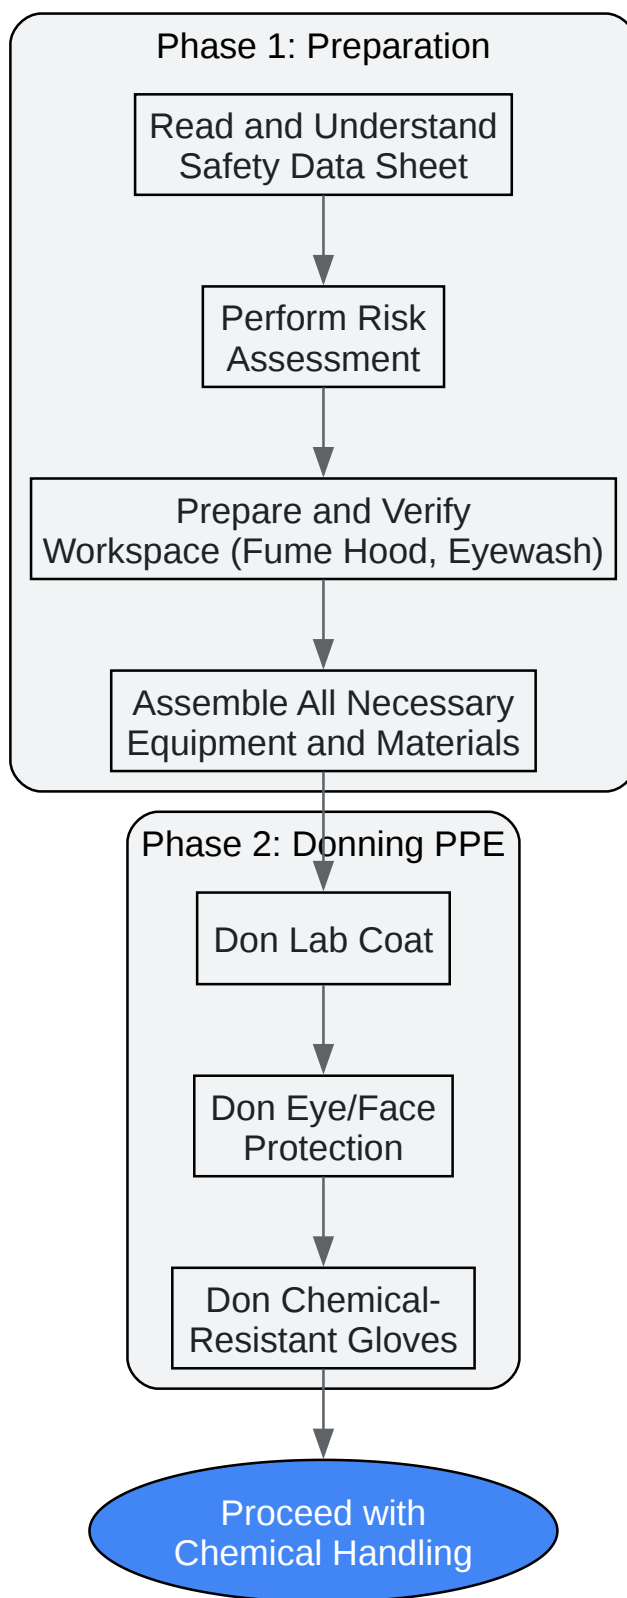 Phase 1: Preparation
Read and Understand
Safety Data Sheet
Perform Risk
Assessment
Prepare and Verify
Workspace (Fume Hood, Eyewash)
Assemble All Necessary
Equipment and Materials
Phase 2: Donning PPE
Don Lab Coat
Don Eye/Face
Protection
Don Chemical-
Resistant Gloves
Proceed with
Chemical Handling